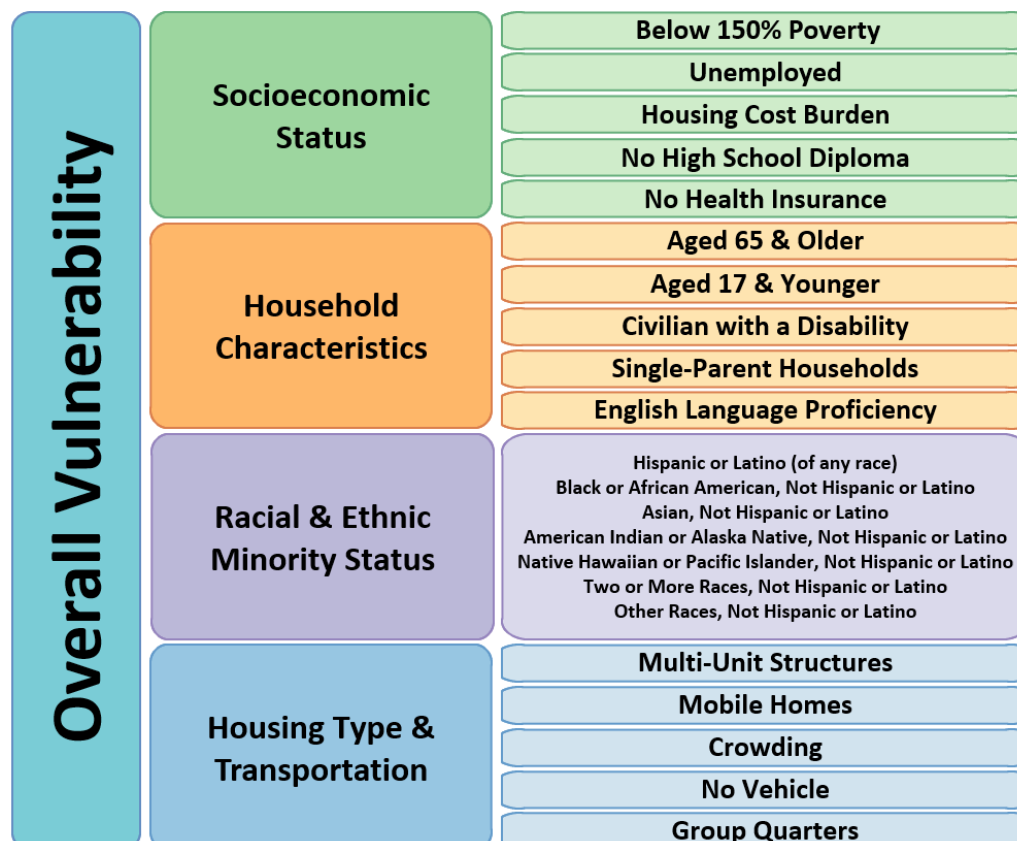 Overall Vulnerability
Socioeconomic
Status
Below 150% Poverty
Unemployed
Housing Cost Burden
No High School Diploma
No Health Insurance
Household
Characteristics
Aged 65 & Older
Aged 17 & Younger
Civilian with a Disability
Single-Parent Households
English Language Proficiency
Racial & Ethnic
Minority Status
Hispanic or Latino (of any race)
Black or African American, Not Hispanic or Latino
Asian, Not Hispanic or Latino
American Indian or Alaska Native, Not Hispanic or Latino
Native Hawaiian or Pacific Islander, Not Hispanic or Latino
Two or More Races, Not Hispanic or Latino
Other Races, Not Hispanic or Latino
Housing Type &
Transportation
Multi-Unit Structures
Mobile Homes
Crowding
No Vehicle
Group Quarters